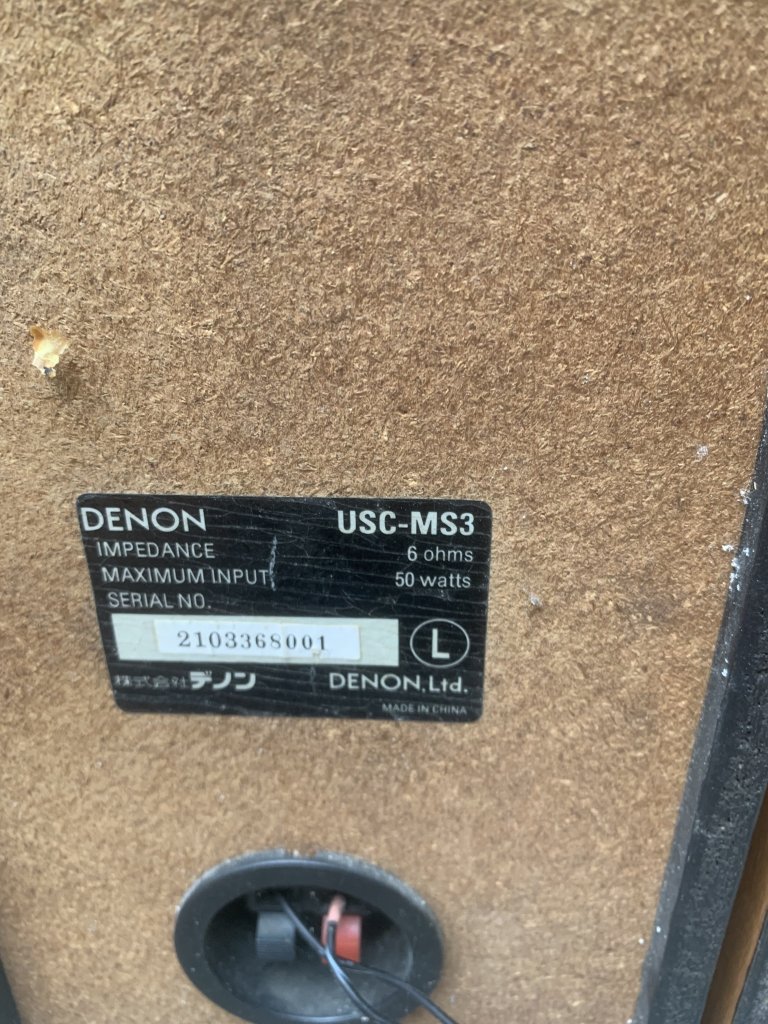 DENON USC-MS3
IMPEDANCE 6 ohms
MAXIMUM INPUT 50 watts
SERIAL NO.
2103368001 L
株式会社デノン DENON, Ltd.
MADE IN CHINA